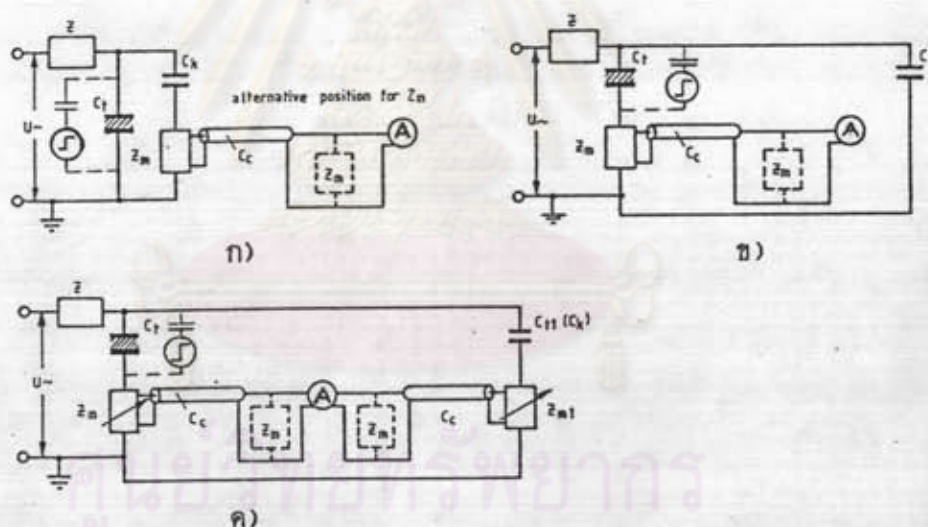 Z
Ck
Ct
U~
Zm
Cc
alternative position for Zm
Zm
A
ก)
Z
Ct
C
U~
Zm
Cc
Zm
A
ข)
Z
Ct
Ct1 (Ck)
U~
Zm
Cc
Zm
A
Zm
Cc
Zm1
ค)